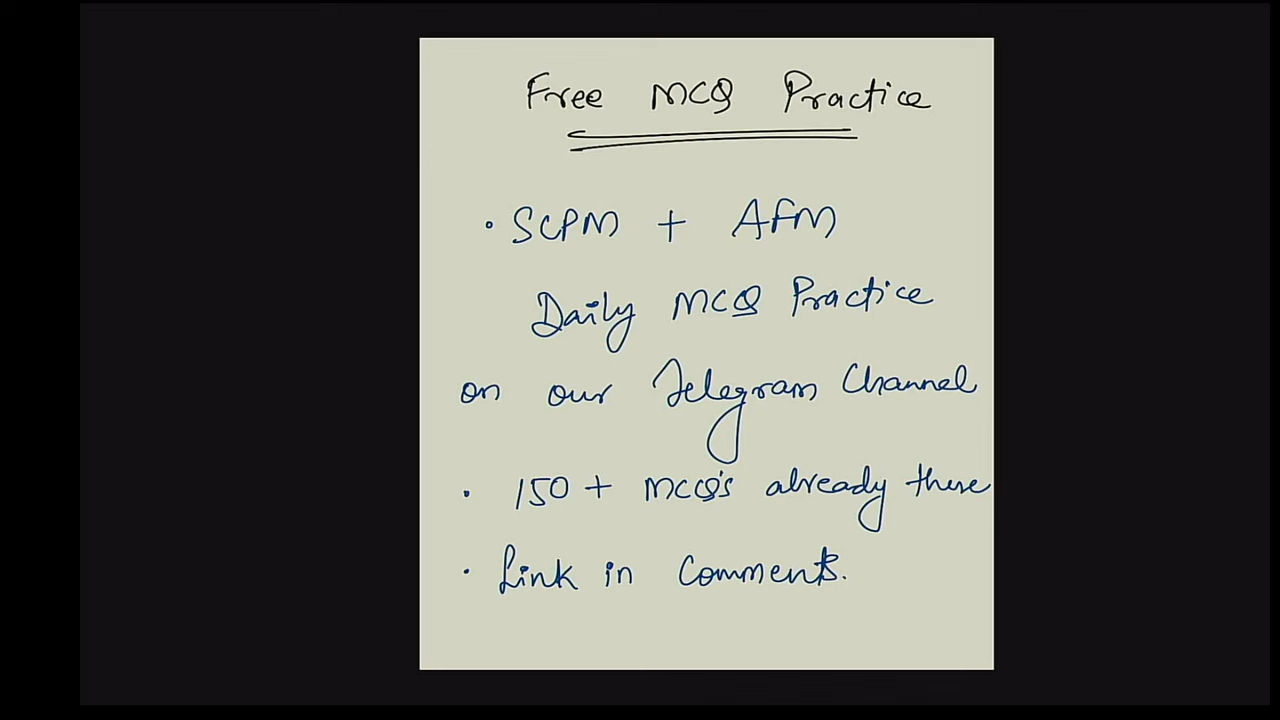 Free MCQ Practice
• SCPM + AFM
Daily MCQ Practice
on our Telegram Channel
• 150+ MCQ's already there
• Link in Comments.